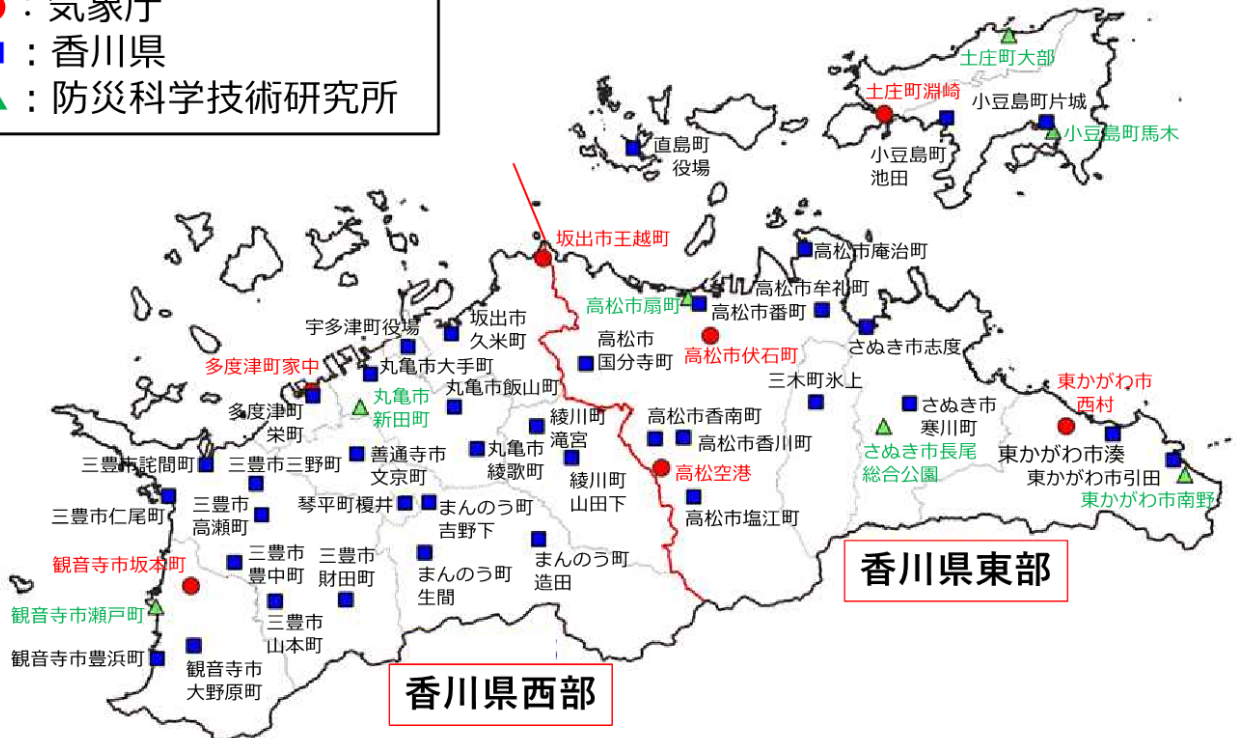 ：気象庁
：香川県
：防災科学技術研究所
土庄町大部
土庄町淵崎
小豆島町片城
小豆島町馬木
小豆島町
池田
直島町
役場
坂出市王越町
高松市庵治町
高松市牟礼町
高松市扇町
高松市番町
さぬき市志度
高松市伏石町
高松市
国分寺町
宇多津町役場
坂出市
久米町
丸亀市大手町
多度津町家中
丸亀市
新田町
丸亀市飯山町
三木町氷上
東かがわ市
西村
多度津町
栄町
綾川町
滝宮
高松市香南町
高松市香川町
さぬき市
寒川町
さぬき市長尾
総合公園
東かがわ市湊
東かがわ市引田
東かがわ市南野
三豊市詫間町
三豊市三野町
善通寺市
文京町
丸亀市
綾歌町
綾川町
山田下
高松空港
高松市塩江町
三豊市仁尾町
三豊市
高瀬町
琴平町榎井
まんのう町
吉野下
観音寺市坂本町
三豊市
豊中町
三豊市
財田町
まんのう町
生間
まんのう町
造田
香川県東部
観音寺市瀬戸町
三豊市
山本町
観音寺市豊浜町
観音寺市
大野原町
香川県西部